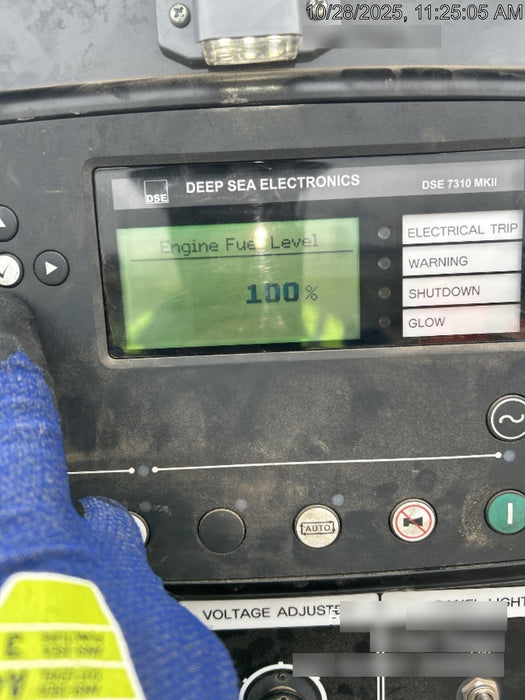 10/28/2025, 11:25:05 AM
DSE
DEEP SEA ELECTRONICS
DSE 7310 MKII
Engine Fuel Level
100%
ELECTRICAL TRIP
WARNING
SHUTDOWN
GLOW
AUTO
VOLTAGE ADJUST
LIGHT